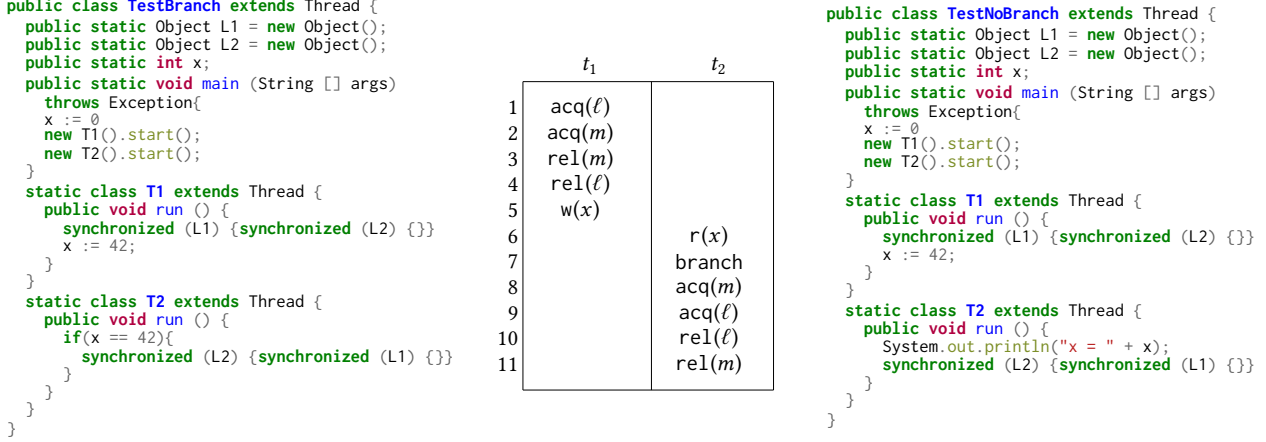 public class TestBranch extends Thread {
public static Object L1 = new Object();
public static Object L2 = new Object();
public static int x;
public static void main (String [] args)
throws Exception{
x := 0
new T1().start();
new T2().start();
}
static class T1 extends Thread {
public void run () {
synchronized (L1) {synchronized (L2) {}}
x := 42;
}
}
static class T2 extends Thread {
public void run () {
if(x == 42){
synchronized (L2) {synchronized (L1) {}}
}
}
}
}
t1 t2
1 acq(ℓ)
2 acq(m)
3 rel(m)
4 rel(ℓ)
5 w(x)
6 r(x)
7 branch
8 acq(m)
9 acq(ℓ)
10 rel(ℓ)
11 rel(m)
public class TestNoBranch extends Thread {
public static Object L1 = new Object();
public static Object L2 = new Object();
public static int x;
public static void main (String [] args)
throws Exception{
x := 0
new T1().start();
new T2().start();
}
static class T1 extends Thread {
public void run () {
synchronized (L1) {synchronized (L2) {}}
x := 42;
}
}
static class T2 extends Thread {
public void run () {
System.out.println("x = " + x);
synchronized (L2) {synchronized (L1) {}}
}
}
}